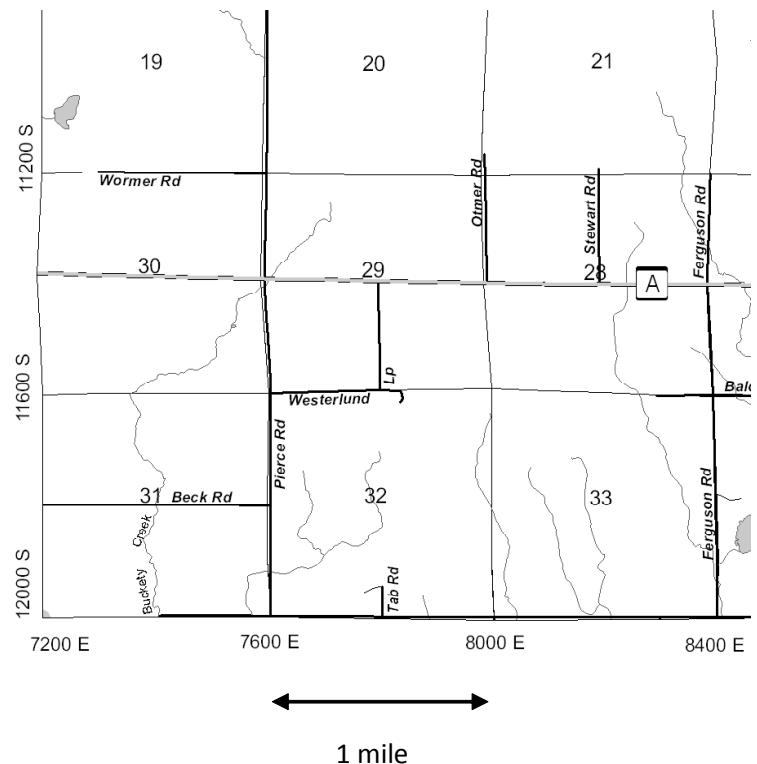 19
20
21
11200 S
Wormer Rd
Otmer Rd
Stewart Rd
Ferguson Rd
30
29
28
A
11600 S
Lp
Westerlund
Bald
Pierce Rd
31
Beck Rd
32
33
Ferguson Rd
Buckety Creek
Tab Rd
12000 S
7200 E
7600 E
8000 E
8400 E
1 mile